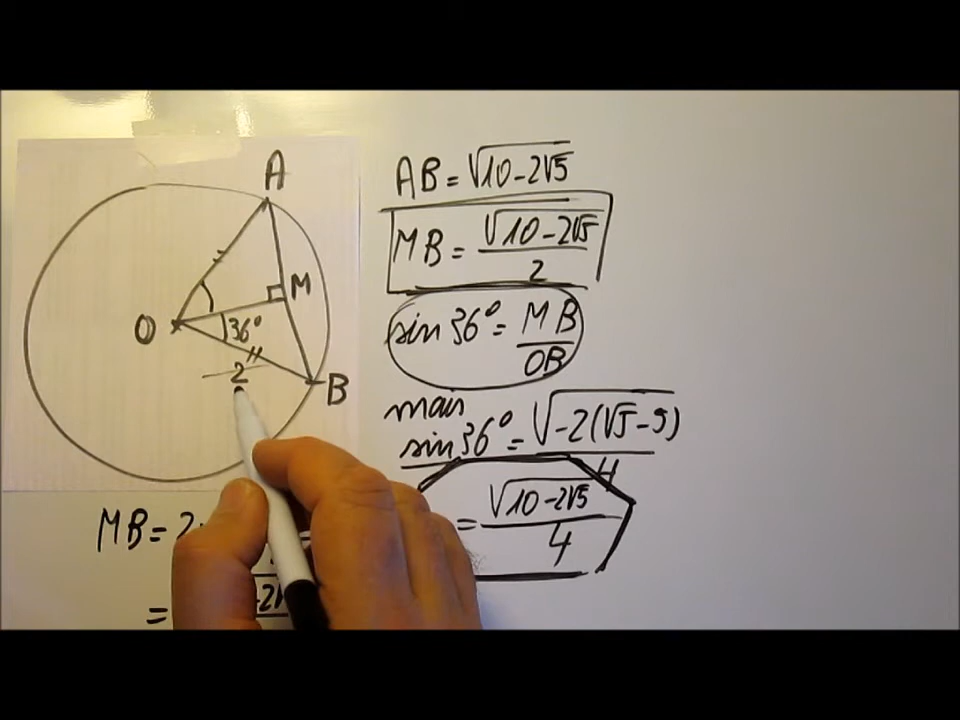 A
M
O
36°
2
B
AB = √10 - 2√5
MB = √10 - 2√5 / 2
sin 36° = MB / OB
mais
sin 36° = √-2(√5 - 5) / 4
= √10 - 2√5 / 4
MB = 2
=